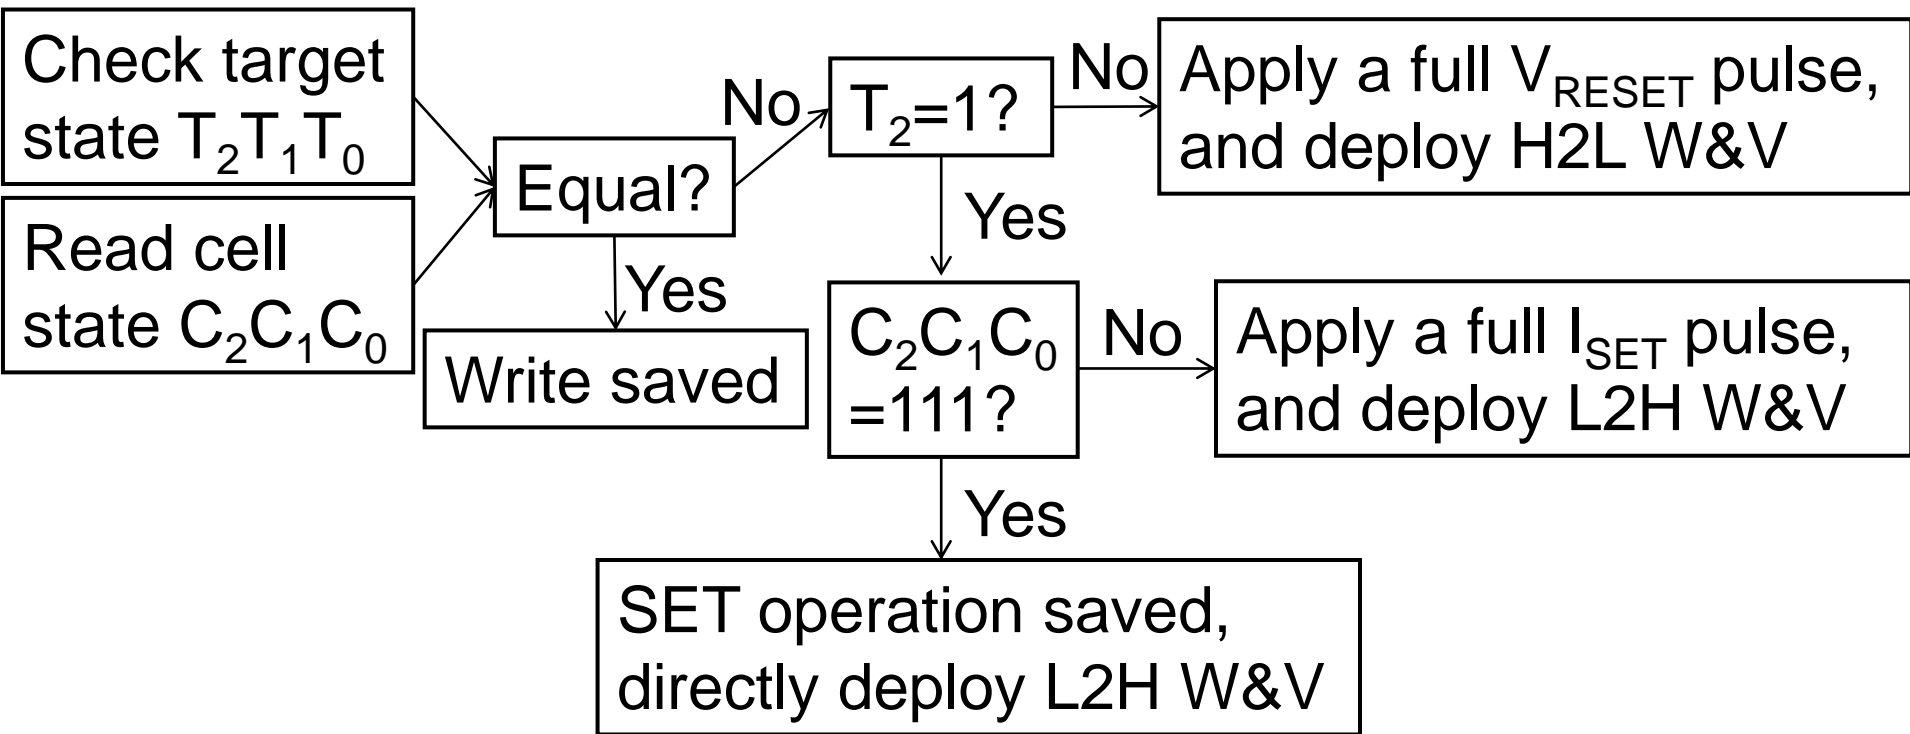 Check target
state T₂T₁T₀
Read cell
state C₂C₁C₀
Equal?
Yes
Write saved
No
T₂=1?
No
Apply a full V_RESET pulse,
and deploy H2L W&V
Yes
C₂C₁C₀
=111?
No
Apply a full I_SET pulse,
and deploy L2H W&V
Yes
SET operation saved,
directly deploy L2H W&V